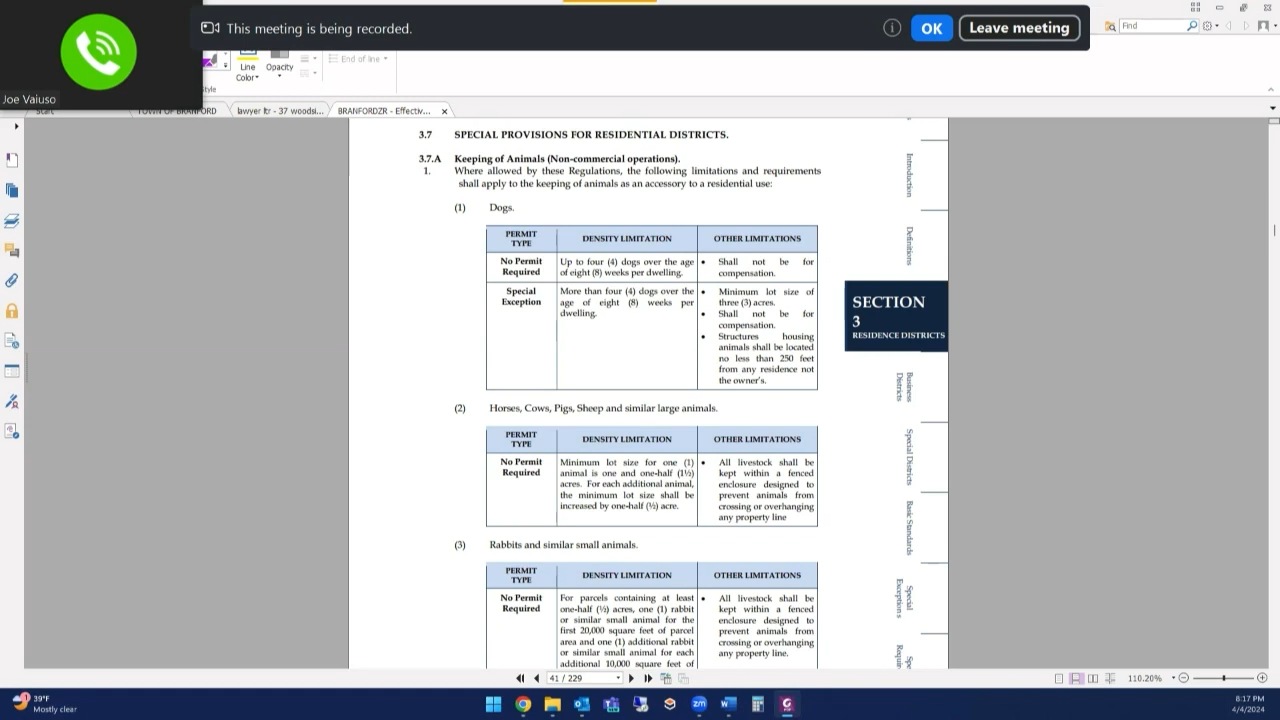 This meeting is being recorded.
OK
Leave meeting
Find
Joe Vaiuso
Line
Color
Opacity
End of line
tyle
Start
TOWN OF BRANFORD
lawyer ltr - 37 woodsi...
BRANFORDZR - Effectiv...
3.7 SPECIAL PROVISIONS FOR RESIDENTIAL DISTRICTS.
3.7.A Keeping of Animals (Non-commercial operations).
1. Where allowed by these Regulations, the following limitations and requirements
shall apply to the keeping of animals as an accessory to a residential use:
(1) Dogs.
PERMIT
TYPE
DENSITY LIMITATION
OTHER LIMITATIONS
No Permit
Required
Up to four (4) dogs over the age
of eight (8) weeks per dwelling.
• Shall not be for
compensation.
Special
Exception
More than four (4) dogs over the
age of eight (8) weeks per
dwelling.
• Minimum lot size of
three (3) acres.
• Shall not be for
compensation.
• Structures housing
animals shall be located
no less than 250 feet
from any residence not
the owner's.
(2) Horses, Cows, Pigs, Sheep and similar large animals.
PERMIT
TYPE
DENSITY LIMITATION
OTHER LIMITATIONS
No Permit
Required
Minimum lot size for one (1)
animal is one and one-half (1½)
acres. For each additional animal,
the minimum lot size shall be
increased by one-half (½) acre.
• All livestock shall be
kept within a fenced
enclosure designed to
prevent animals from
crossing or overhanging
any property line
(3) Rabbits and similar small animals.
PERMIT
TYPE
DENSITY LIMITATION
OTHER LIMITATIONS
No Permit
Required
For parcels containing at least
one-half (½) acres, one (1) rabbit
or similar small animal for the
first 20,000 square feet of parcel
area and one (1) additional rabbit
or similar small animal for each
additional 10,000 square feet of
• All livestock shall be
kept within a fenced
enclosure designed to
prevent animals from
crossing or overhanging
any property line.
Introduction
Definitions
SECTION
3
RESIDENCE DISTRICTS
Business
Districts
Special Districts
Basic Standards
Special
Exceptions
Spe
Requir
41 / 229
110.20%
39°F
Mostly clear
zm
8:17 PM
4/4/2024